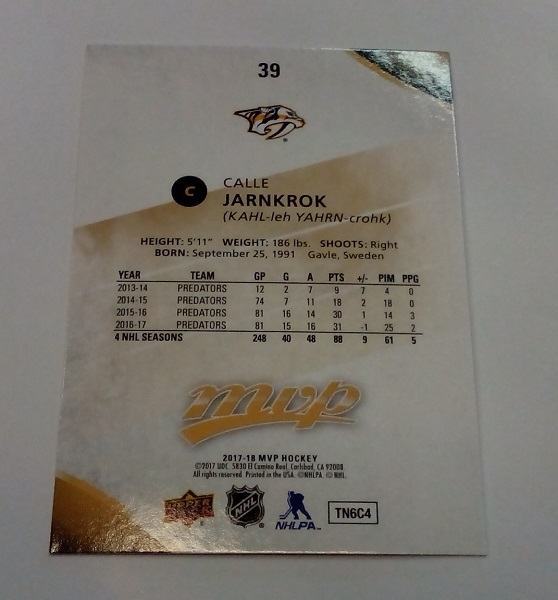 39
C
CALLE
JARNKROK
(KAHL-leh YAHRN-crohk)
HEIGHT: 5'11" WEIGHT: 186 lbs. SHOOTS: Right
BORN: September 25, 1991 Gavle, Sweden
YEAR TEAM GP G A PTS +/- PIM PPG
2013-14 PREDATORS 12 2 7 9 7 4 0
2014-15 PREDATORS 74 7 11 18 2 18 0
2015-16 PREDATORS 81 16 14 30 1 14 3
2016-17 PREDATORS 81 15 16 31 -1 25 2
4 NHL SEASONS 248 40 48 88 9 61 5
mvp
2017-18 MVP HOCKEY
©2017 UDC. 5830 El Camino Real, Carlsbad, CA 92008.
All rights reserved. Printed in the USA. ©NHLPA. © NHL.
UPPER DECK NHL NHLPA TN6C4